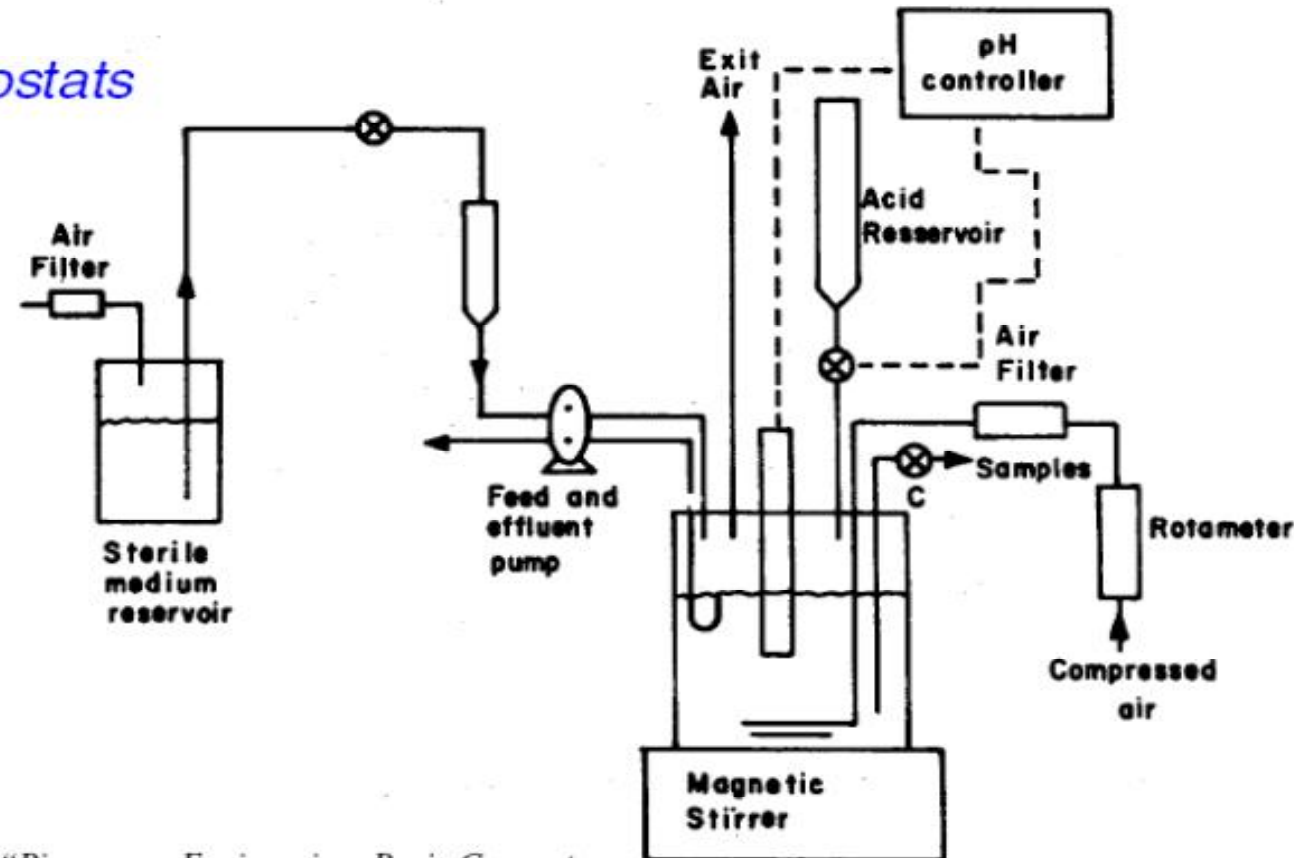 ostats
Exit
Air
pH
controller
Acid
Resservoir
Air
Filter
Air
Filter
Samples
C
Rotameter
Feed and
effluent
pump
Sterile
medium
reservoir
Compressed
air
Magnetic
Stirrer